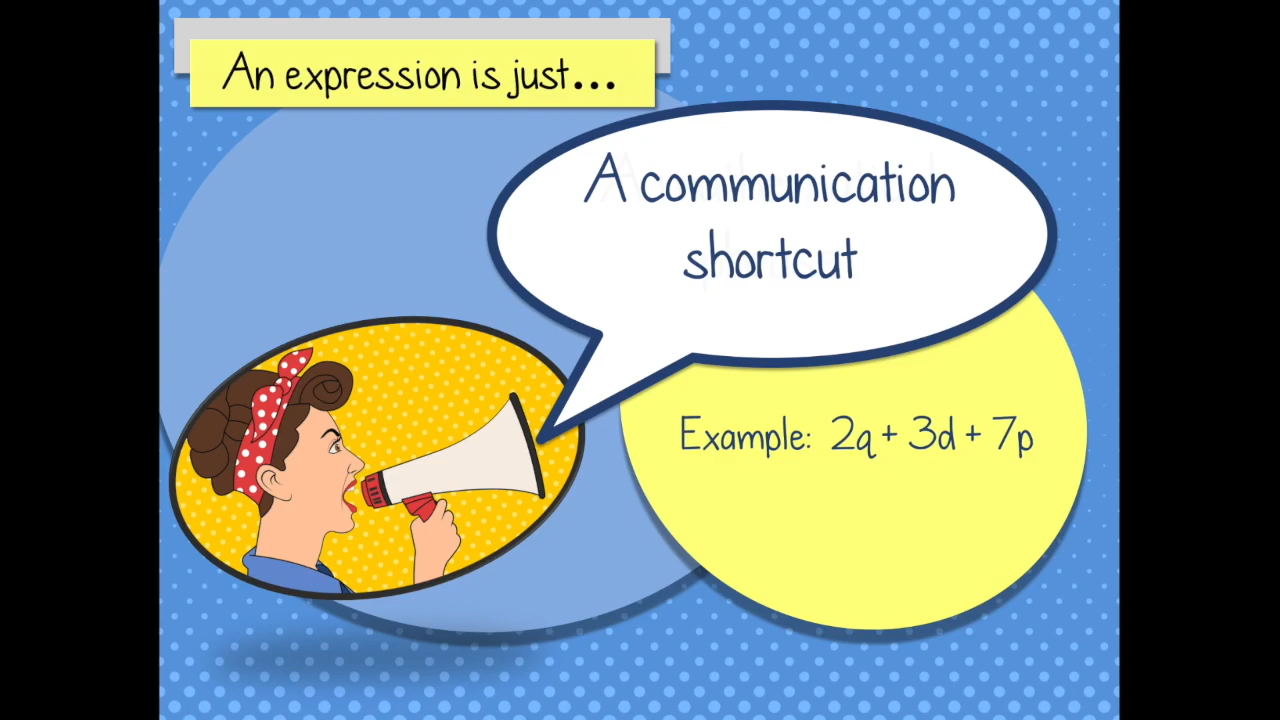 An expression is just...
A communication
shortcut
Example: 2q + 3d + 7p